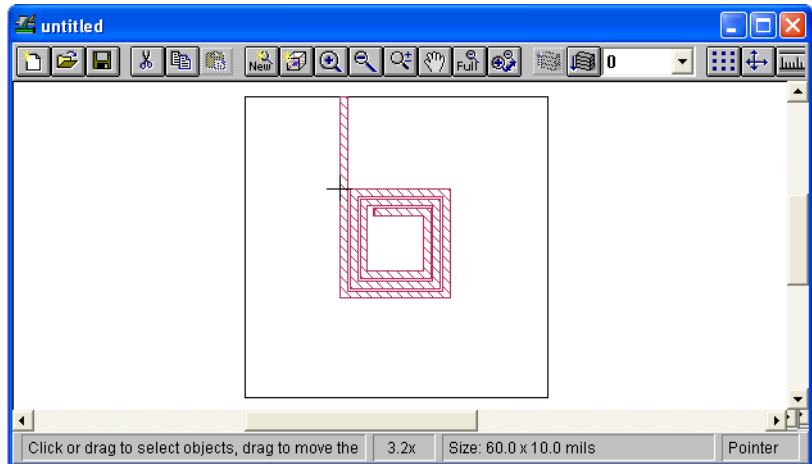 untitled
New Full 0
Click or drag to select objects, drag to move the 3.2x Size: 60.0 x 10.0 mils Pointer